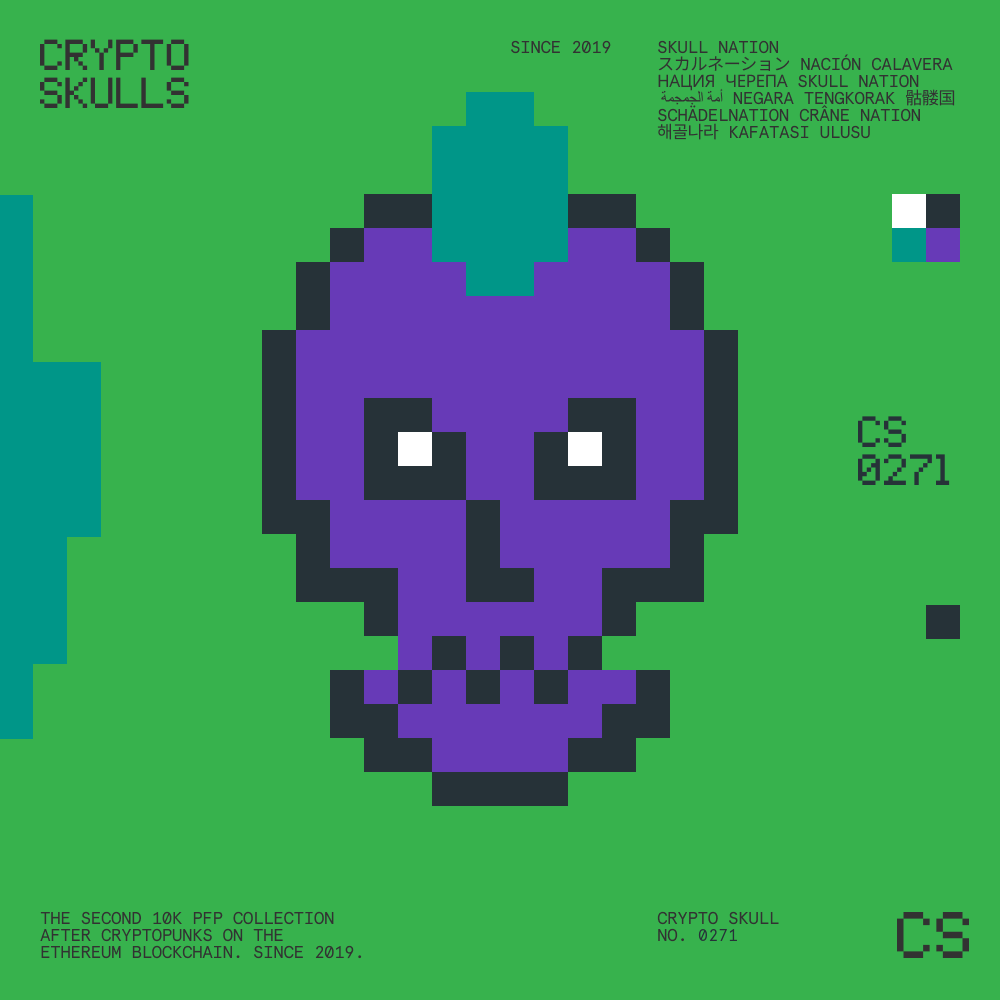 CRYPTO
SKULLS
SINCE 2019
SKULL NATION
スカルネーション NACIÓN CALAVERA
НАЦИЯ ЧЕРЕПА SKULL NATION
أمة الجمجمة NEGARA TENGKORAK 骷髅国
SCHÄDELNATION CRÂNE NATION
해골나라 KAFATASI ULUSU
CS
0271
THE SECOND 10K PFP COLLECTION
AFTER CRYPTOPUNKS ON THE
ETHEREUM BLOCKCHAIN. SINCE 2019.
CRYPTO SKULL
NO. 0271
CS